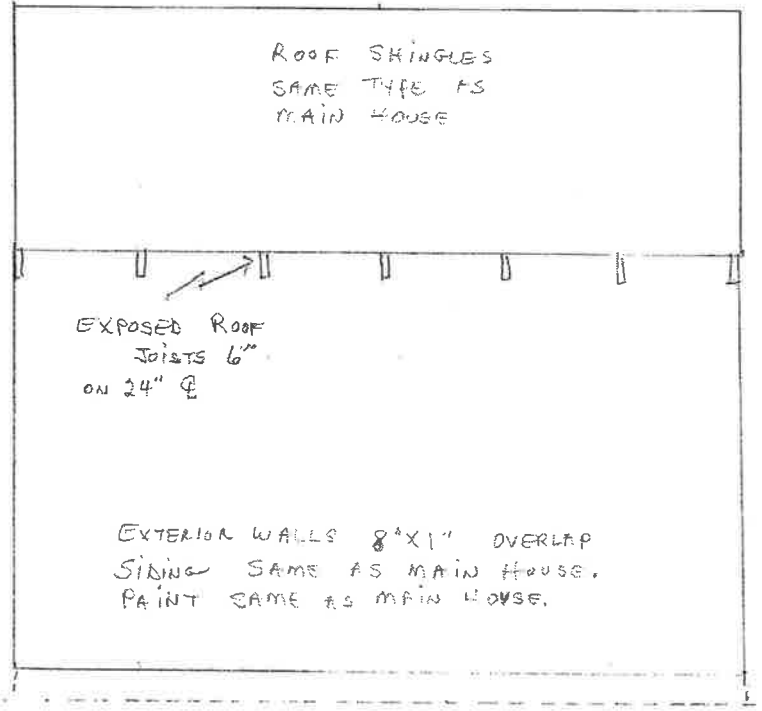 ROOF SHINGLES
SAME TYPE AS
MAIN HOUSE
EXPOSED ROOF
JOISTS 6"
ON 24" ℄
EXTERIOR WALLS 8"X1" OVERLAP
SIDING SAME AS MAIN HOUSE.
PAINT SAME AS MAIN HOUSE.